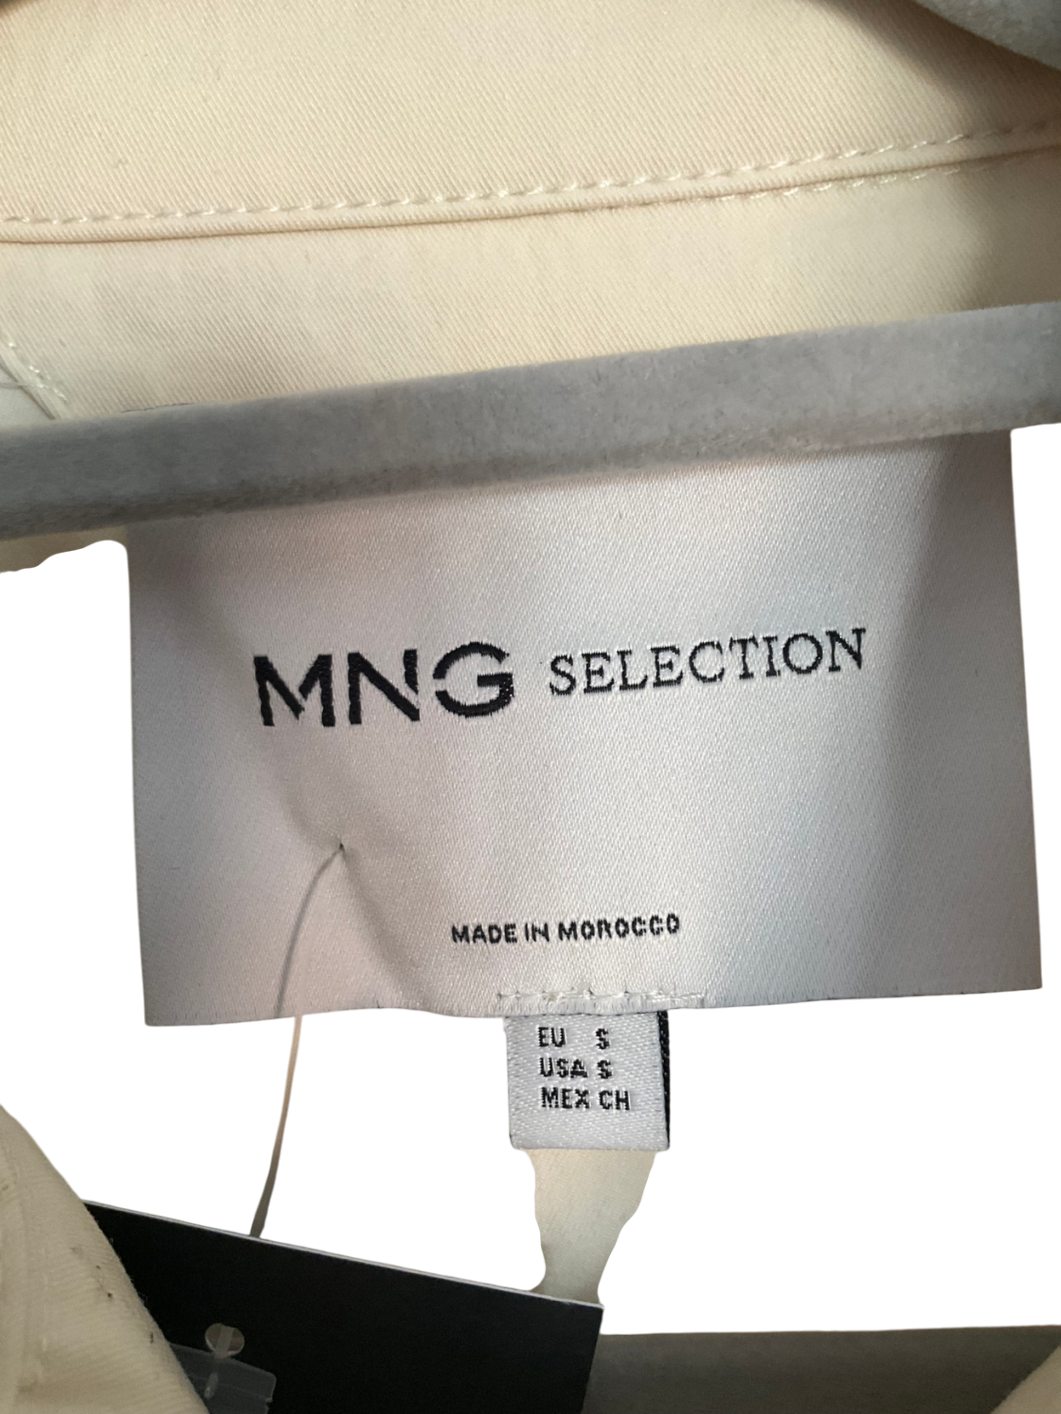 MNG SELECTION
MADE IN MOROCCO
EU S
USA S
MEX CH